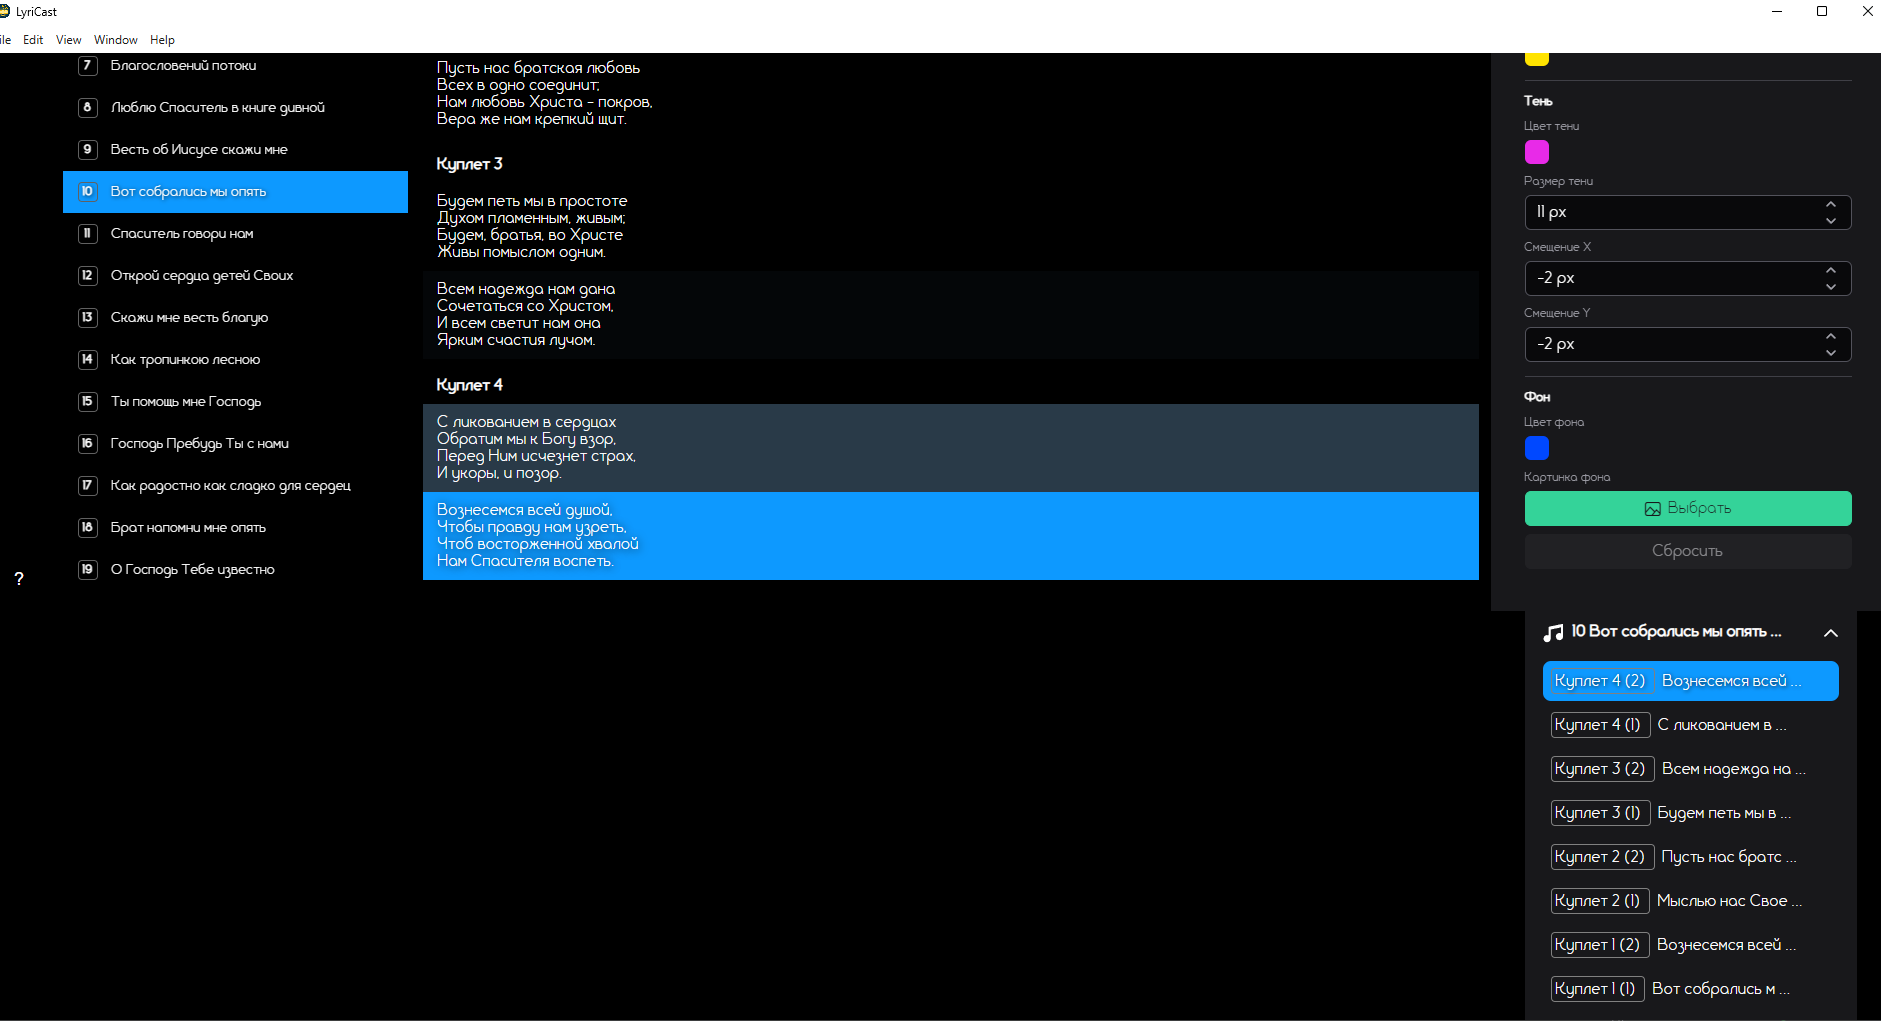 LyriCast
ile Edit View Window Help
7 Благословений потоки
8 Люблю Спаситель в книге дивной
9 Весть об Иисусе скажи мне
10 Вот собрались мы опять
11 Спаситель говори нам
12 Открой сердца детей Своих
13 Скажи мне весть благую
14 Как тропинкою лесною
15 Ты помощь мне Господь
16 Господь Пребудь Ты с нами
17 Как радостно как сладко для сердец
18 Брат напомни мне опять
19 О Господь Тебе известно
?
Пусть нас братская любовь
Всех в одно соединит;
Нам любовь Христа - покров,
Вера же нам крепкий щит.
Куплет 3
Будем петь мы в простоте
Духом пламенным, живым;
Будем, братья, во Христе
Живы помыслом одним.
Всем надежда нам дана
Сочетаться со Христом,
И всем светит нам она
Ярким счастия лучом.
Куплет 4
С ликованием в сердцах
Обратим мы к Богу взор,
Перед Ним исчезнет страх,
И укоры, и позор.
Вознесемся всей душой,
Чтобы правду нам узреть,
Чтоб восторженной хвалой
Нам Спасителя воспеть.
Тень
Цвет тени
Размер тени
11 px
Смещение X
-2 px
Смещение Y
-2 px
Фон
Цвет фона
Картинка фона
Выбрать
Сбросить
10 Вот собрались мы опять ...
Куплет 4 (2) Вознесемся всей ...
Куплет 4 (1) С ликованием в ...
Куплет 3 (2) Всем надежда на ...
Куплет 3 (1) Будем петь мы в ...
Куплет 2 (2) Пусть нас братс ...
Куплет 2 (1) Мыслью нас Свое ...
Куплет 1 (2) Вознесемся всей ...
Куплет 1 (1) Вот собрались м ...